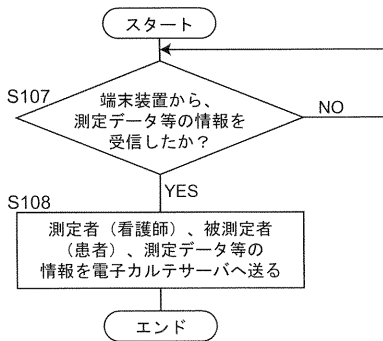 スタート
S107
端末装置から、
測定データ等の情報を
受信したか？
NO
YES
S108
測定者（看護師）、被測定者
（患者）、測定データ等の
情報を電子カルテサーバへ送る
エンド